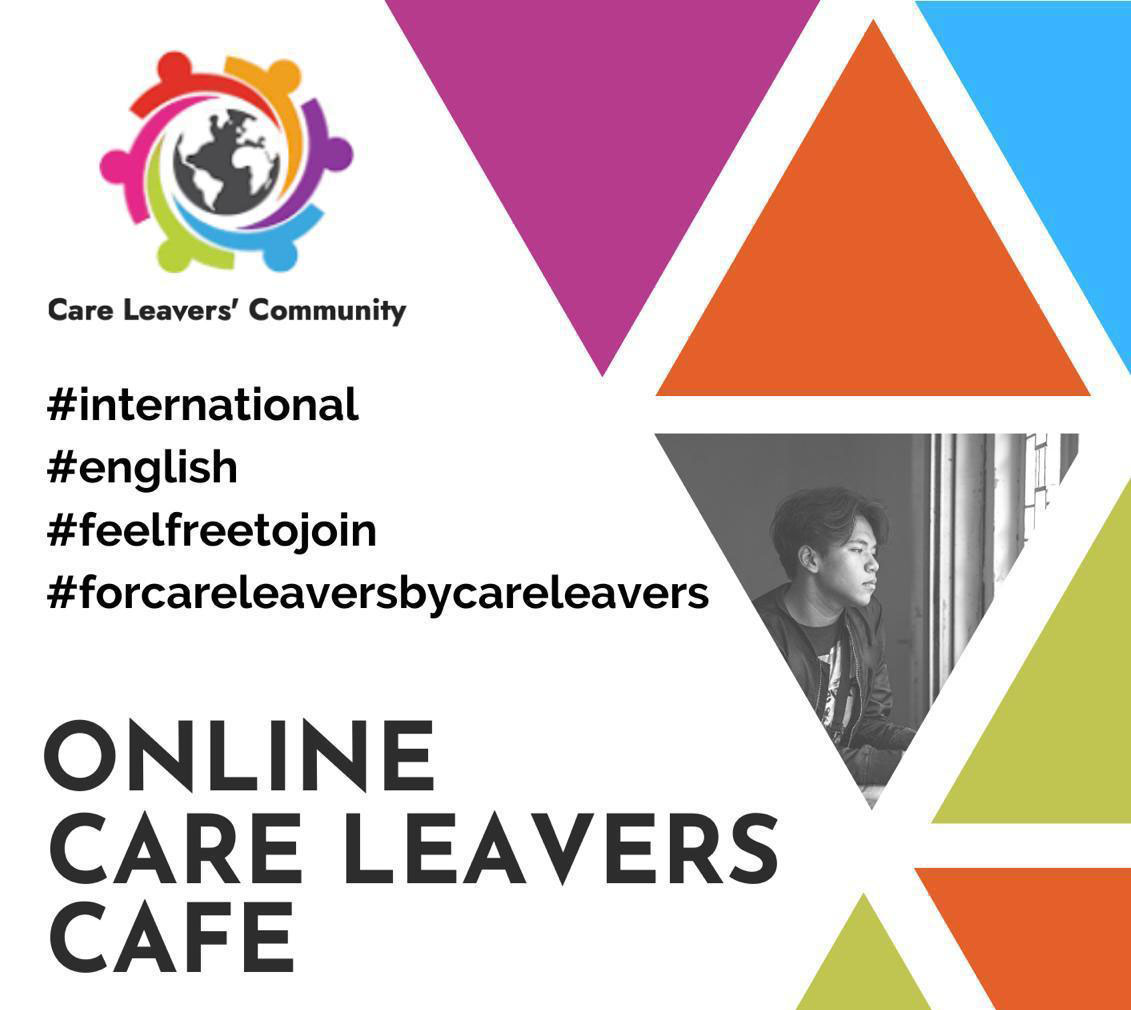 Care Leavers' Community
#international
#english
#feelfreetojoin
#forcareleaversbycareleavers
ONLINE
CARE LEAVERS
CAFE